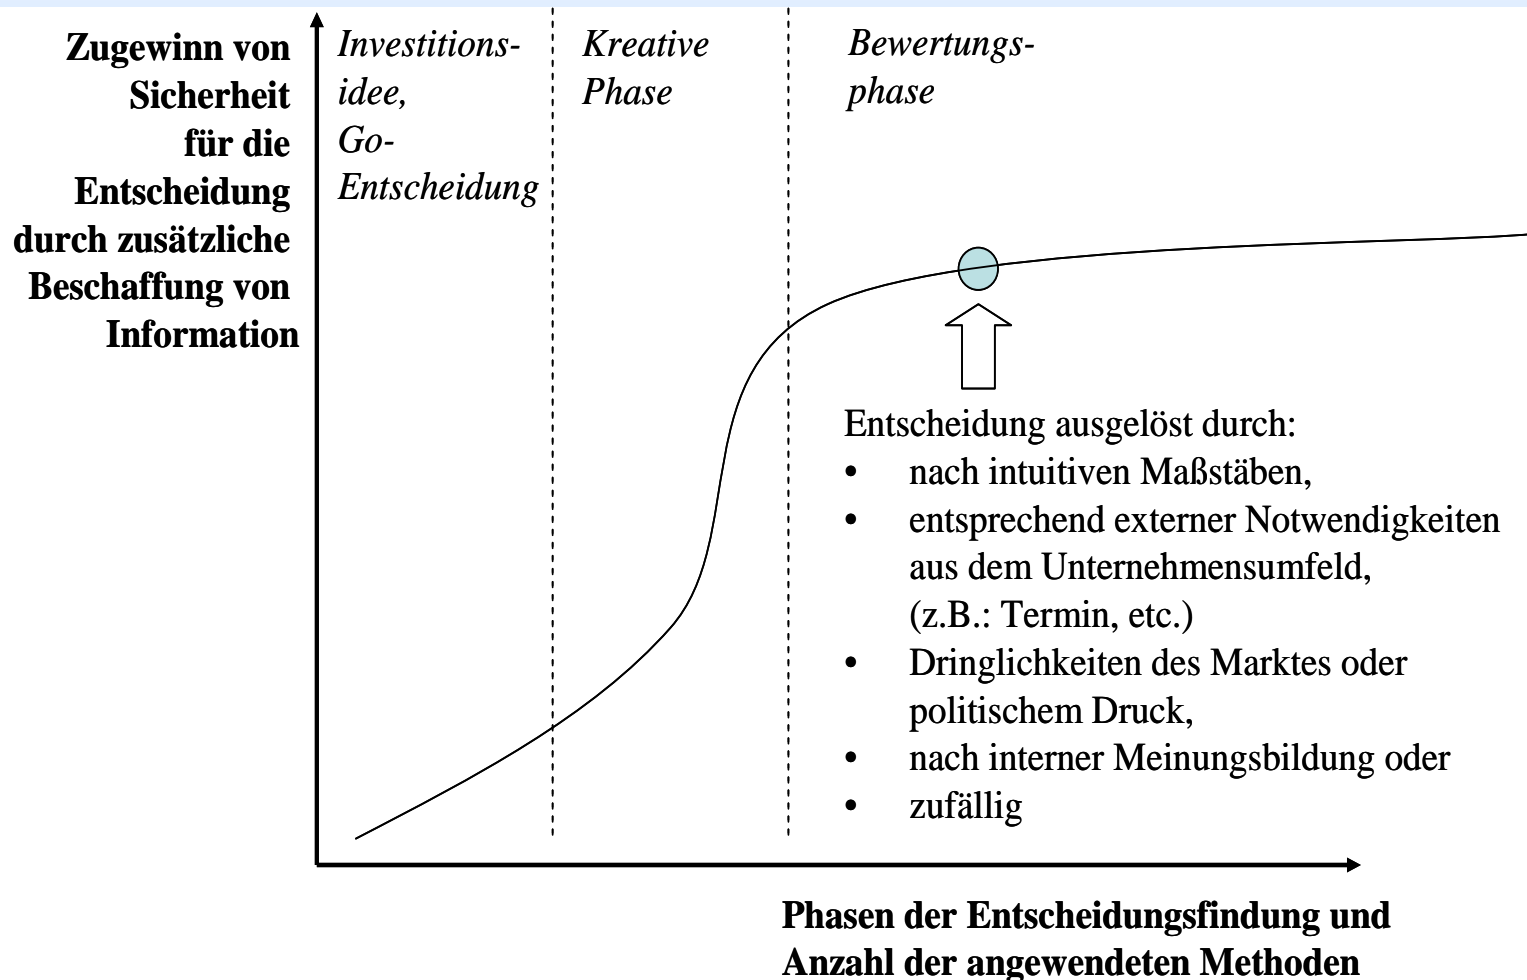 Zugewinn von
Sicherheit
für die
Entscheidung
durch zusätzliche
Beschaffung von
Information
Investitions-
idee,
Go-
Entscheidung
Kreative
Phase
Bewertungs-
phase
Entscheidung ausgelöst durch:
• nach intuitiven Maßstäben,
• entsprechend externer Notwendigkeiten
aus dem Unternehmensumfeld,
(z.B.: Termin, etc.)
• Dringlichkeiten des Marktes oder
politischem Druck,
• nach interner Meinungsbildung oder
• zufällig
Phasen der Entscheidungsfindung und
Anzahl der angewendeten Methoden